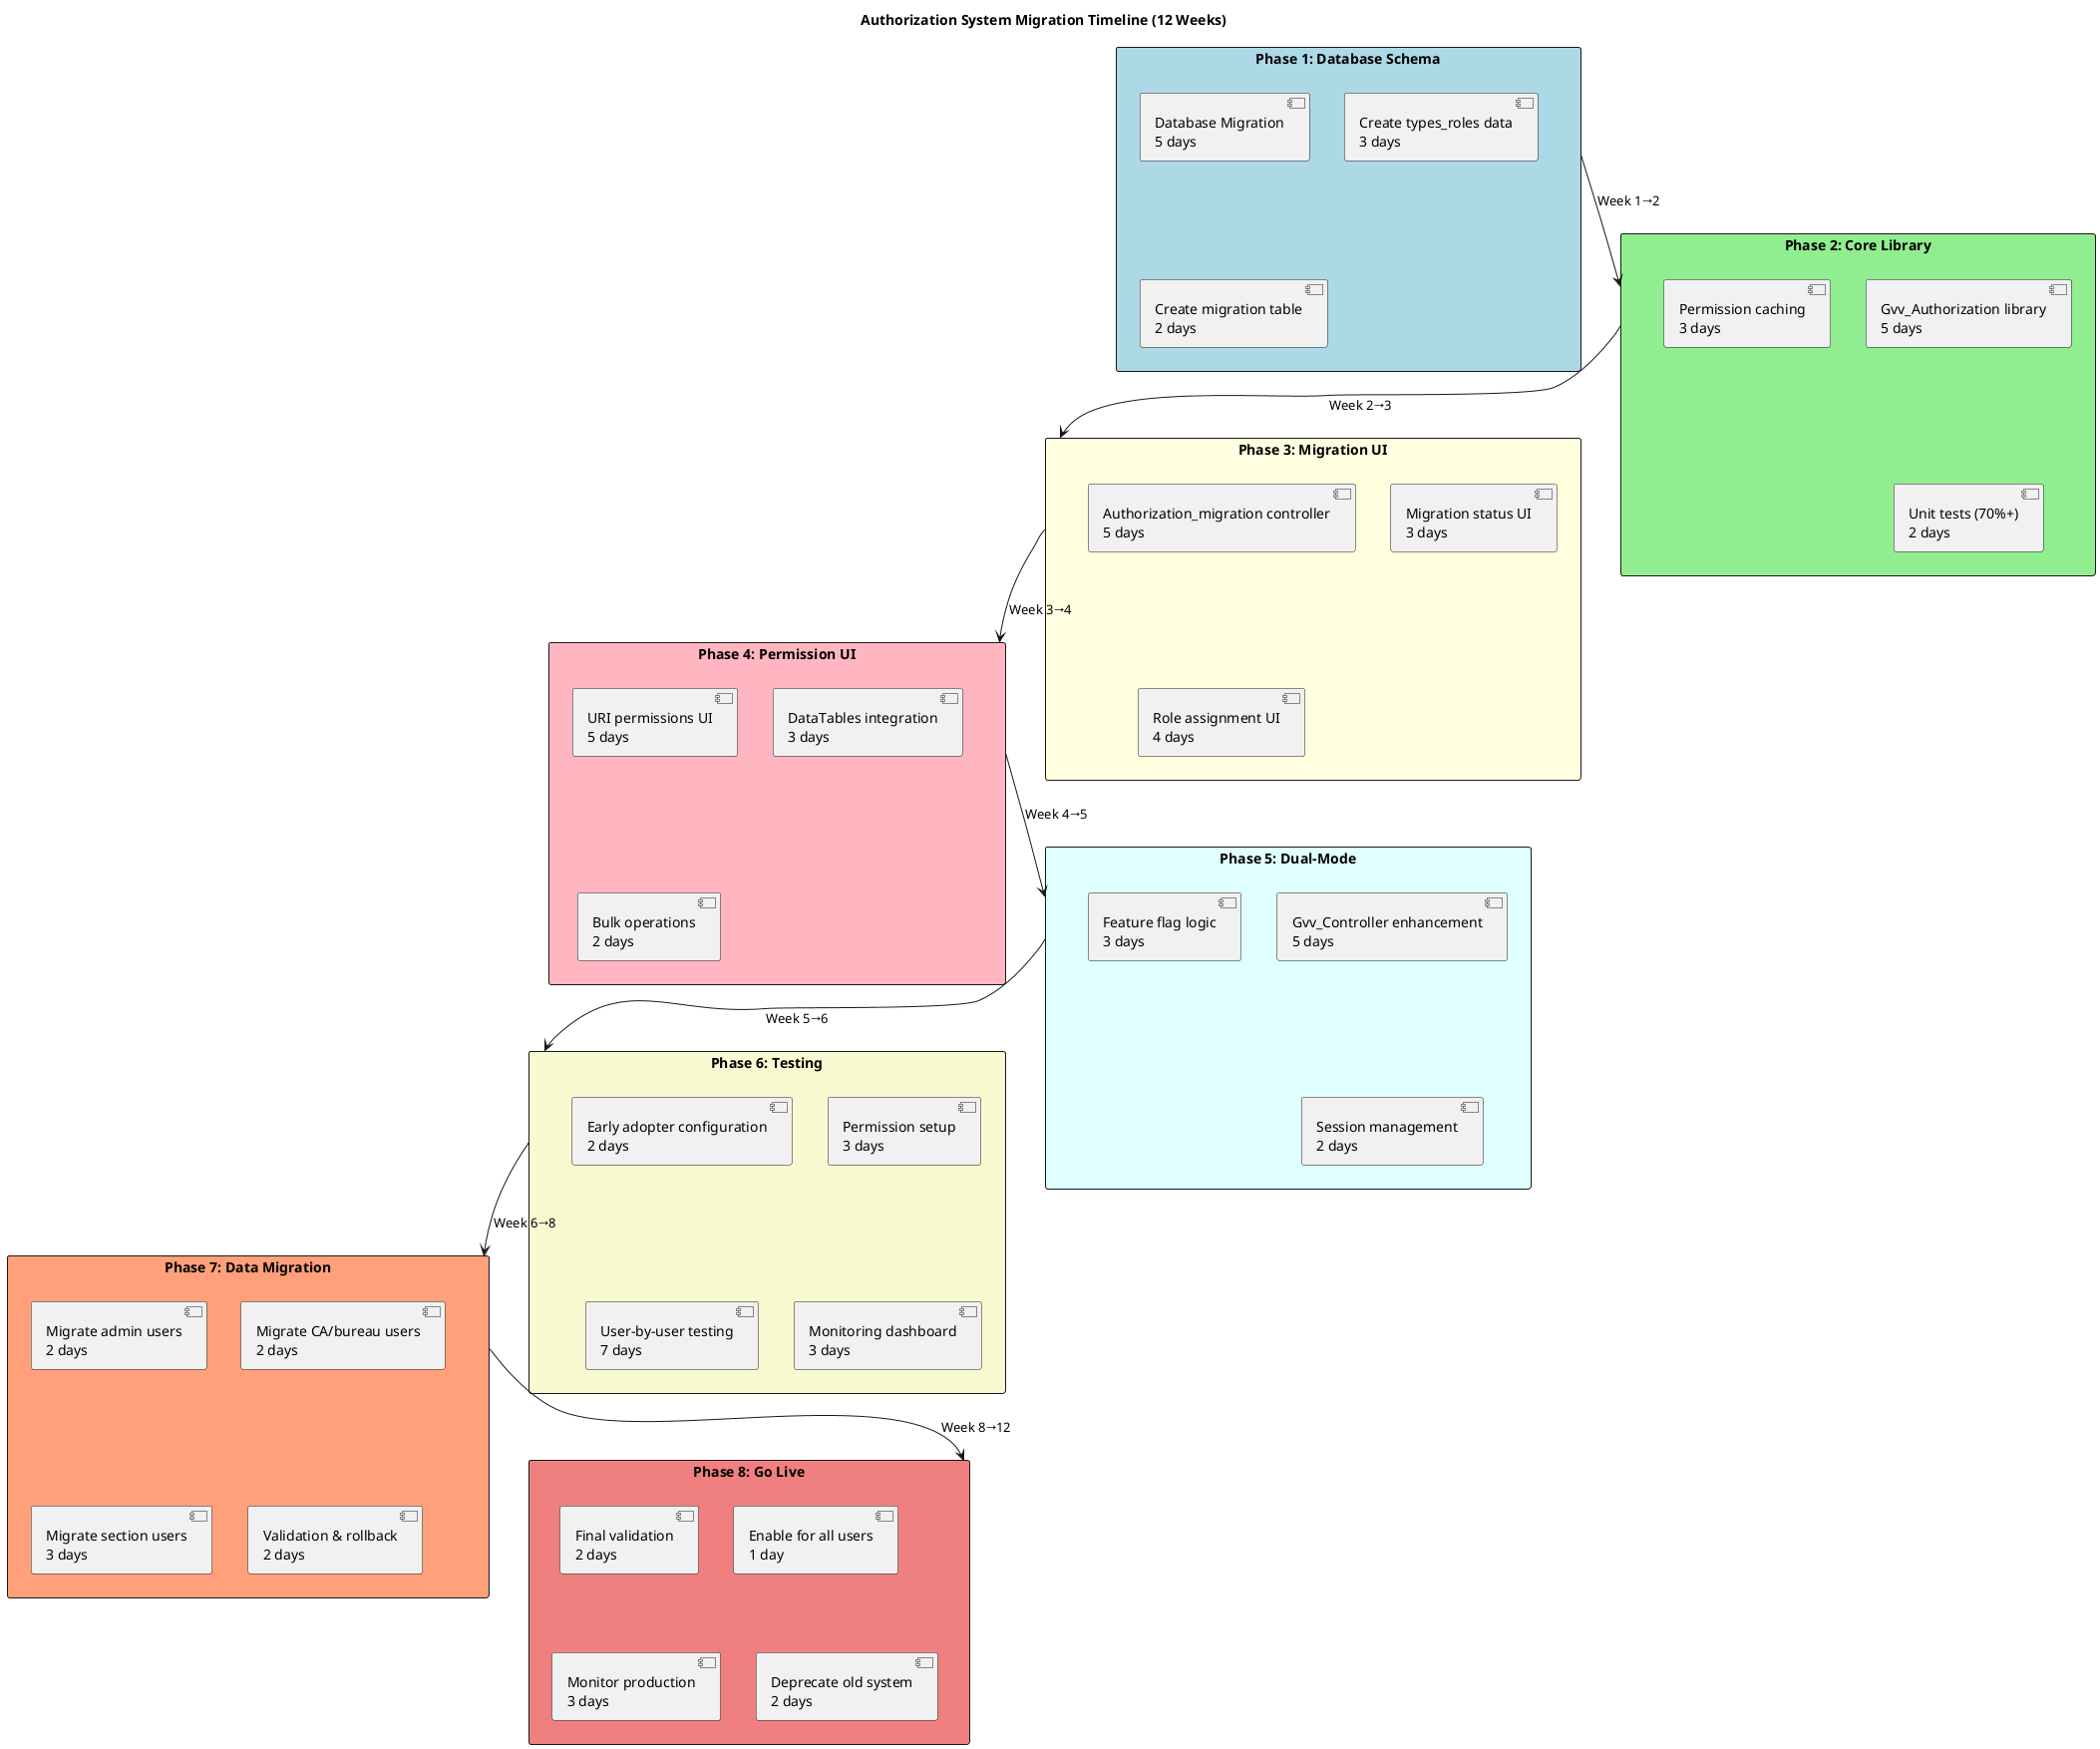 Authorization System Migration Timeline (12 Weeks)
Phase 1: Database Schema
Database Migration
5 days
Create types_roles data
3 days
Create migration table
2 days
Week 1→2
Phase 2: Core Library
Permission caching
3 days
Gvv_Authorization library
5 days
Unit tests (70%+)
2 days
Week 2→3
Phase 3: Migration UI
Authorization_migration controller
5 days
Migration status UI
3 days
Role assignment UI
4 days
Week 3→4
Phase 4: Permission UI
URI permissions UI
5 days
DataTables integration
3 days
Bulk operations
2 days
Week 4→5
Phase 5: Dual-Mode
Feature flag logic
3 days
Gvv_Controller enhancement
5 days
Session management
2 days
Week 5→6
Phase 6: Testing
Early adopter configuration
2 days
Permission setup
3 days
User-by-user testing
7 days
Monitoring dashboard
3 days
Week 6→8
Phase 7: Data Migration
Migrate admin users
2 days
Migrate CA/bureau users
2 days
Migrate section users
3 days
Validation & rollback
2 days
Week 8→12
Phase 8: Go Live
Final validation
2 days
Enable for all users
1 day
Monitor production
3 days
Deprecate old system
2 days